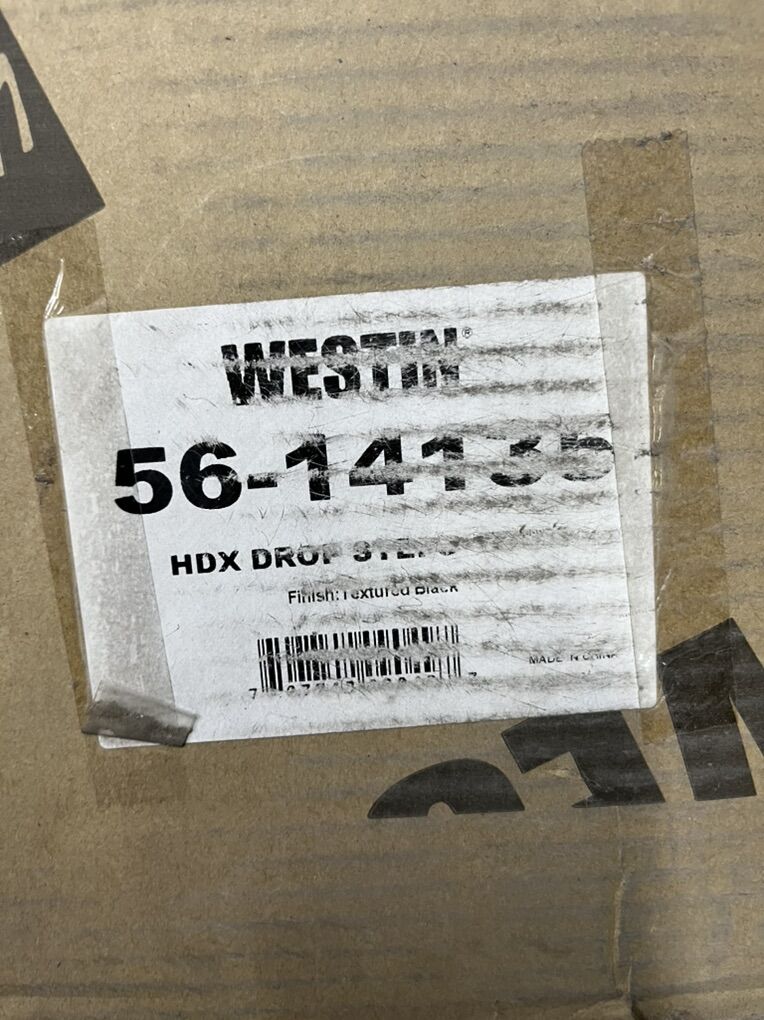 WESTIN®
56-14135
HDX DROP STEPS
Finish: Textured Black
MADE IN CHINA